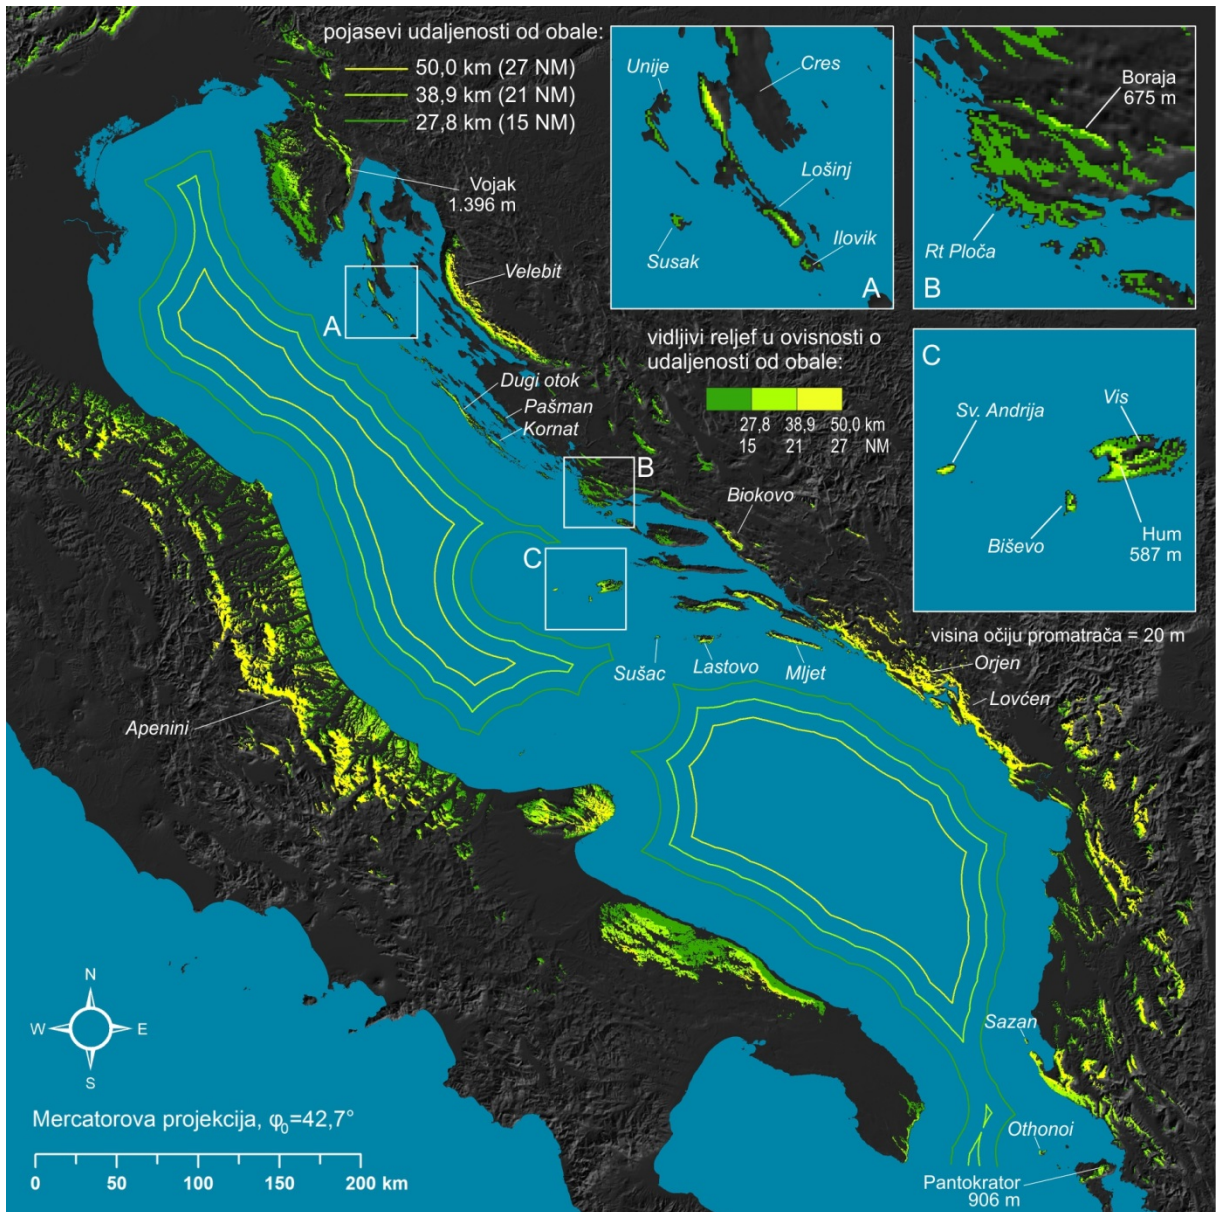 pojasevi udaljenosti od obale:
50,0 km (27 NM)
38,9 km (21 NM)
27,8 km (15 NM)
Vojak
1.396 m
Velebit
A
Dugi otok
Pašman
Kornat
B
C
Biokovo
Unije
Cres
Lošinj
Susak
Ilovik
A
Boraja
675 m
Rt Ploča
B
vidljivi reljef u ovisnosti o
udaljenosti od obale:
27,8 38,9 50,0 km
15 21 27 NM
C
Sv. Andrija
Vis
Biševo
Hum
587 m
visina očiju promatrača = 20 m
Sušac
Lastovo
Mljet
Orjen
Lovćen
Apenini
Sazan
Othonoi
Pantokrator
906 m
N
W E
S
Mercatorova projekcija, φ₀=42,7°
0 50 100 150 200 km